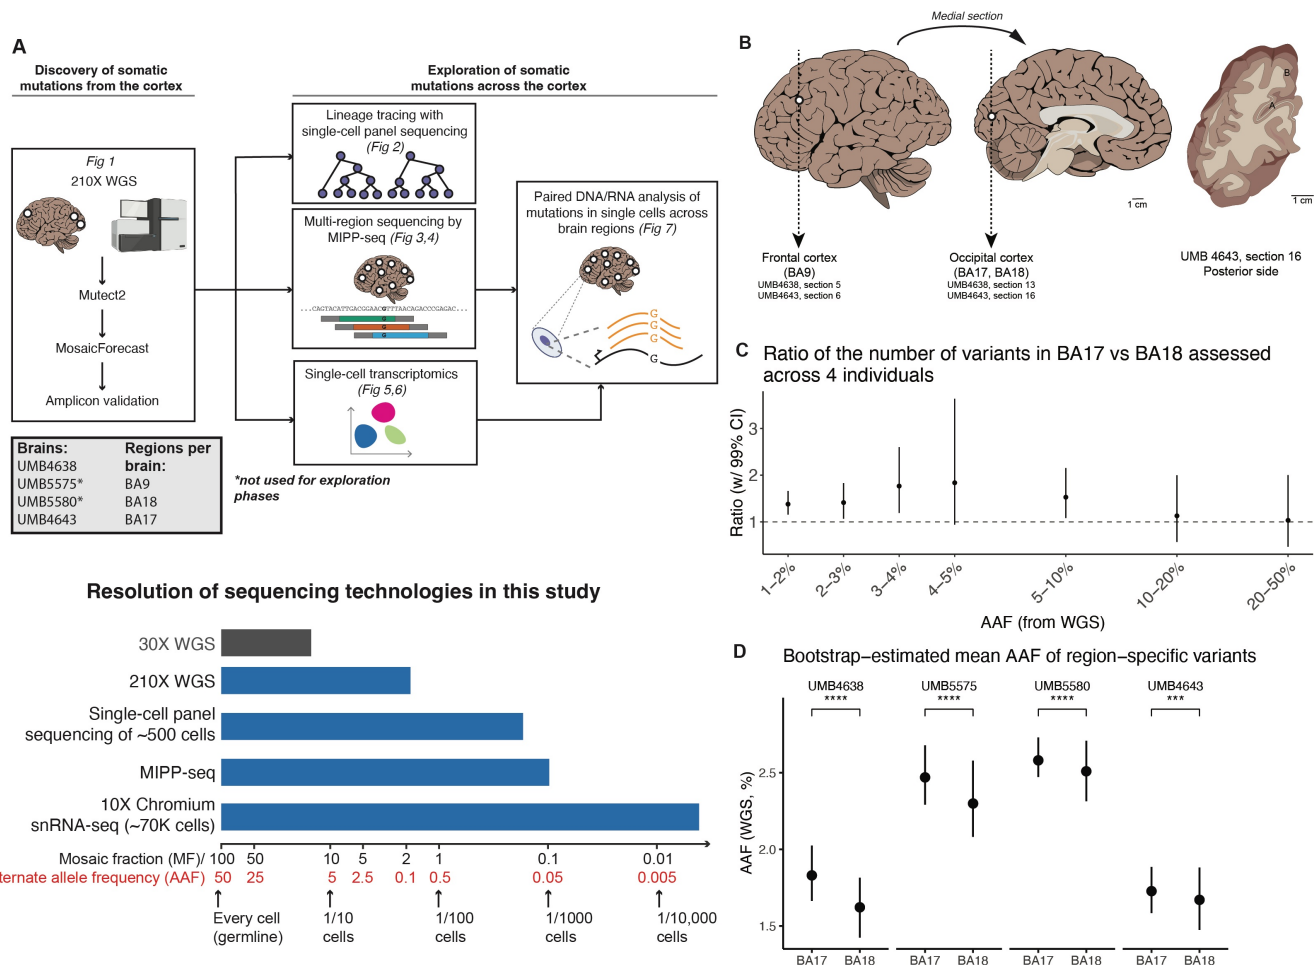 A
Discovery of somatic
mutations from the cortex
Exploration of somatic
mutations across the cortex
Fig 1
210X WGS
Mutect2
MosaicForecast
Amplicon validation
Lineage tracing with
single-cell panel sequencing
(Fig 2)
Multi-region sequencing by
MIPP-seq (Fig 3,4)
...CAGTACATTGACGGAACGTTTAACAGACCCGAGAC...
G
G
G
Single-cell transcriptomics
(Fig 5,6)
Paired DNA/RNA analysis of
mutations in single cells across
brain regions (Fig 7)
G
G
G
G
Brains:
UMB4638
UMB5575*
UMB5580*
UMB4643
Regions per
brain:
BA9
BA18
BA17
*not used for exploration
phases
Resolution of sequencing technologies in this study
30X WGS
210X WGS
Single-cell panel
sequencing of ~500 cells
MIPP-seq
10X Chromium
snRNA-seq (~70K cells)
Mosaic fraction (MF)/ 100 50 10 5 2 1 0.1 0.01
ternate allele frequency (AAF) 50 25 5 2.5 0.1 0.5 0.05 0.005
Every cell
(germline)
1/10
cells
1/100
cells
1/1000
cells
1/10,000
cells
B
Medial section
1 cm
B
A
1 cm
Frontal cortex
(BA9)
UMB4638, section 5
UMB4643, section 6
Occipital cortex
(BA17, BA18)
UMB4638, section 13
UMB4643, section 16
UMB 4643, section 16
Posterior side
C
Ratio of the number of variants in BA17 vs BA18 assessed
across 4 individuals
Ratio (w/ 99% CI)
3
2
1
1−2% 2−3% 3−4% 4−5% 5−10% 10−20% 20−50%
AAF (from WGS)
D
Bootstrap−estimated mean AAF of region−specific variants
UMB4638 UMB5575 UMB5580 UMB4643
**** **** **** ***
AAF (WGS, %)
2.5
2.0
1.5
BA17 BA18 BA17 BA18 BA17 BA18 BA17 BA18